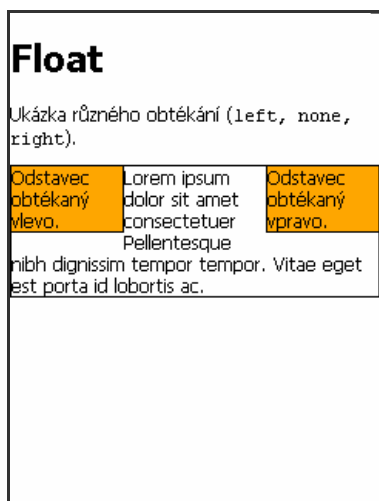 Float
Ukázka různého obtékání (left, none,
right).
Odstavec
obtékaný
vlevo.
Lorem ipsum
dolor sit amet
consectetuer
Pellentesque
Odstavec
obtékaný
vpravo.
nibh dignissim tempor tempor. Vitae eget
est porta id lobortis ac.